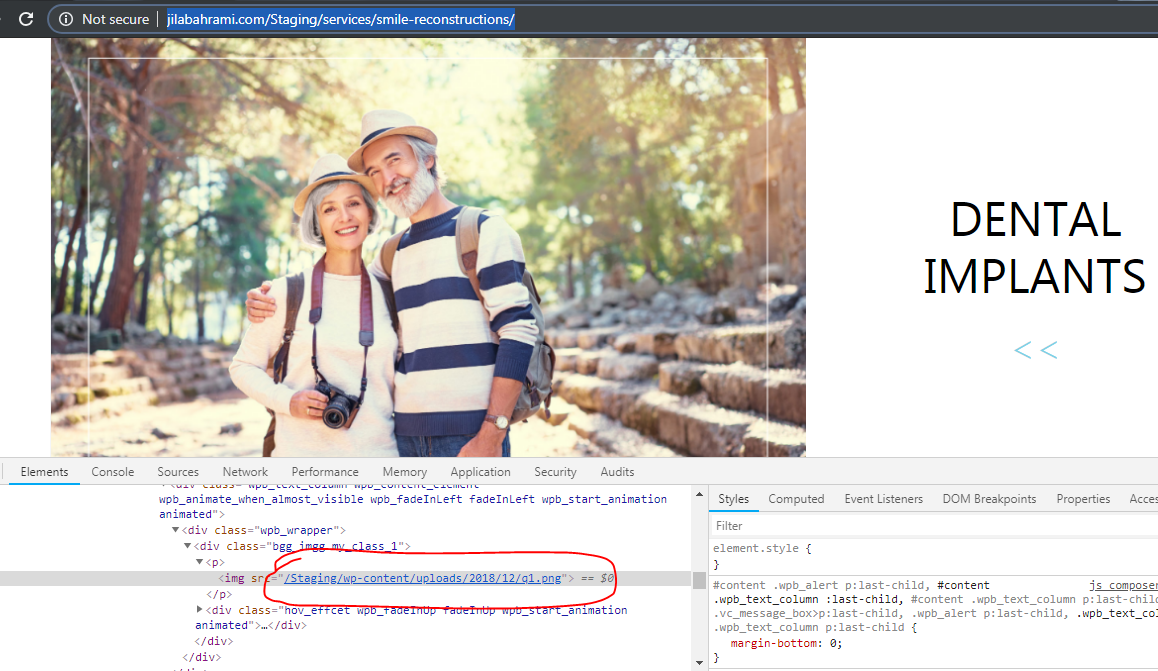 Not secure | jilabahrami.com/Staging/services/smile-reconstructions/
DENTAL
IMPLANTS
<<
Elements Console Sources Network Performance Memory Application Security Audits
<div class="wpb_text_column wpb_content_element
wpb_animate_when_almost_visible wpb_fadeInLeft fadeInLeft wpb_start_animation
animated">
▼<div class="wpb_wrapper">
▼<div class="bgg_imgg my_class_1">
▼<p>
<img src="/Staging/wp-content/uploads/2018/12/q1.png"> == $0
</p>
▶<div class="hov_effcet wpb_fadeInUp fadeInUp wpb_start_animation
animated">…</div>
</div>
</div>
Styles Computed Event Listeners DOM Breakpoints Properties Acces
Filter
element.style {
}
#content .wpb_alert p:last-child, #content js_composer
.wpb_text_column :last-child, #content .wpb_text_column p:last-child
.vc_message_box>p:last-child, .wpb_alert p:last-child, .wpb_text_col
.wpb_text_column p:last-child {
margin-bottom: 0;
}